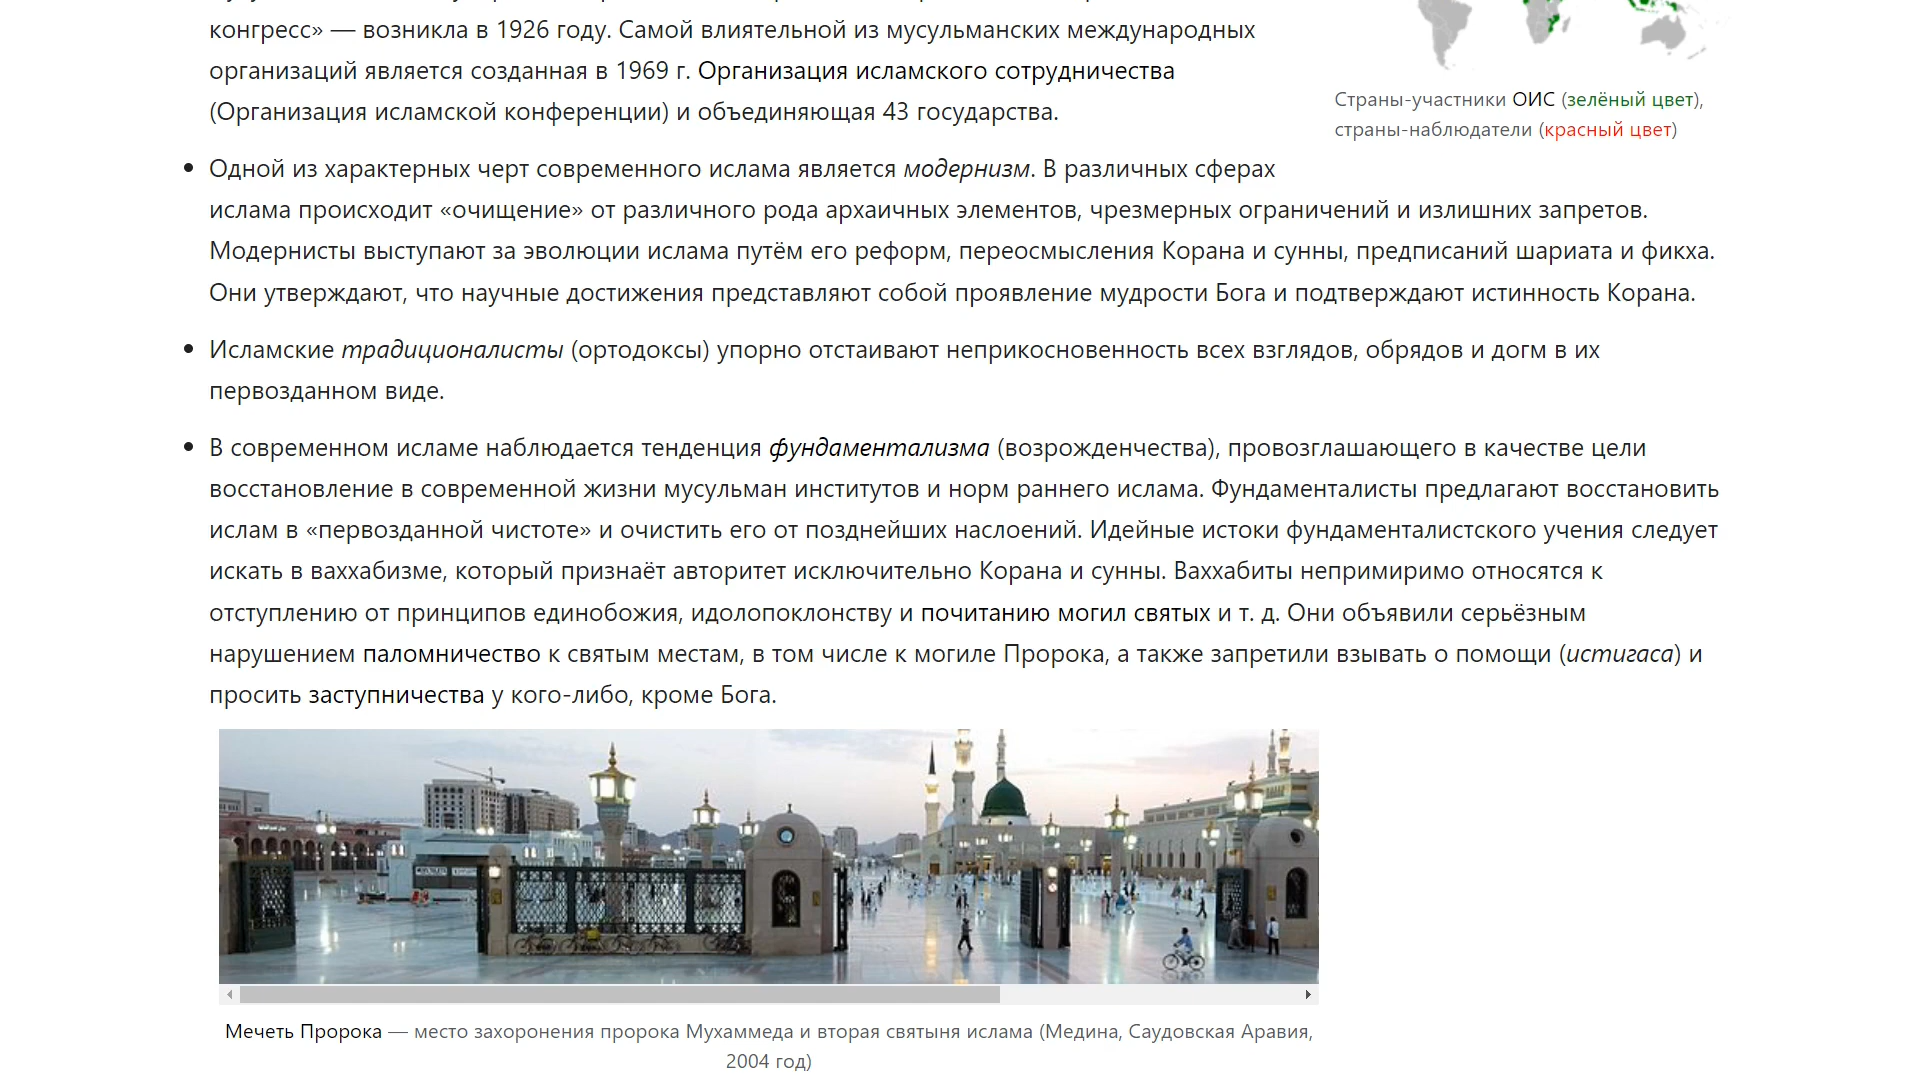 конгресс» — возникла в 1926 году. Самой влиятельной из мусульманских международных
организаций является созданная в 1969 г. Организация исламского сотрудничества
(Организация исламской конференции) и объединяющая 43 государства.
Страны-участники ОИС (зелёный цвет),
страны-наблюдатели (красный цвет)
Одной из характерных черт современного ислама является модернизм. В различных сферах
ислама происходит «очищение» от различного рода архаичных элементов, чрезмерных ограничений и излишних запретов.
Модернисты выступают за эволюции ислама путём его реформ, переосмысления Корана и сунны, предписаний шариата и фикха.
Они утверждают, что научные достижения представляют собой проявление мудрости Бога и подтверждают истинность Корана.
Исламские традиционалисты (ортодоксы) упорно отстаивают неприкосновенность всех взглядов, обрядов и догм в их
первозданном виде.
В современном исламе наблюдается тенденция фундаментализма (возрожденчества), провозглашающего в качестве цели
восстановление в современной жизни мусульман институтов и норм раннего ислама. Фундаменталисты предлагают восстановить
ислам в «первозданной чистоте» и очистить его от позднейших наслоений. Идейные истоки фундаменталистского учения следует
искать в ваххабизме, который признаёт авторитет исключительно Корана и сунны. Ваххабиты непримиримо относятся к
отступлению от принципов единобожия, идолопоклонству и почитанию могил святых и т. д. Они объявили серьёзным
нарушением паломничество к святым местам, в том числе к могиле Пророка, а также запретили взывать о помощи (истигаса) и
просить заступничества у кого-либо, кроме Бога.
Мечеть Пророка — место захоронения пророка Мухаммеда и вторая святыня ислама (Медина, Саудовская Аравия,
2004 год)